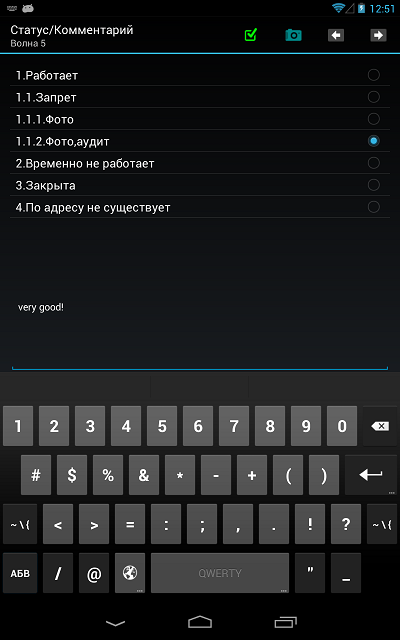 12:51
Статус/Комментарий
Волна 5
1.Работает
1.1.Запрет
1.1.1.Фото
1.1.2.Фото,аудит
2.Временно не работает
3.Закрыта
4.По адресу не существует
very good!
1 2 3 4 5 6 7 8 9 0
# $ % & * - + ( )
~ \ { < > = : ; , . ! ? ~ \ {
АБВ / @ QWERTY " _